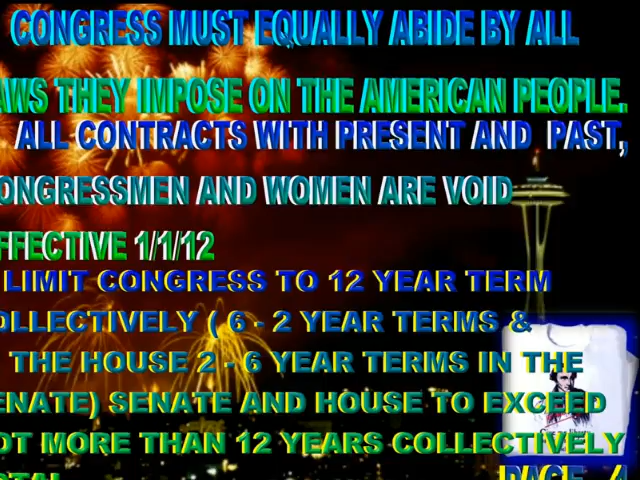 CONGRESS MUST EQUALLY ABIDE BY ALL
AWS THEY IMPOSE ON THE AMERICAN PEOPLE.
ALL CONTRACTS WITH PRESENT AND PAST,
ONGRESSMEN AND WOMEN ARE VOID
FFECTIVE 1/1/12
LIMIT CONGRESS TO 12 YEAR TERM
OLLECTIVELY ( 6 - 2 YEAR TERMS &
THE HOUSE 2 - 6 YEAR TERMS IN THE
ENATE) SENATE AND HOUSE TO EXCEED
OT MORE THAN 12 YEARS COLLECTIVELY
PAGE 4